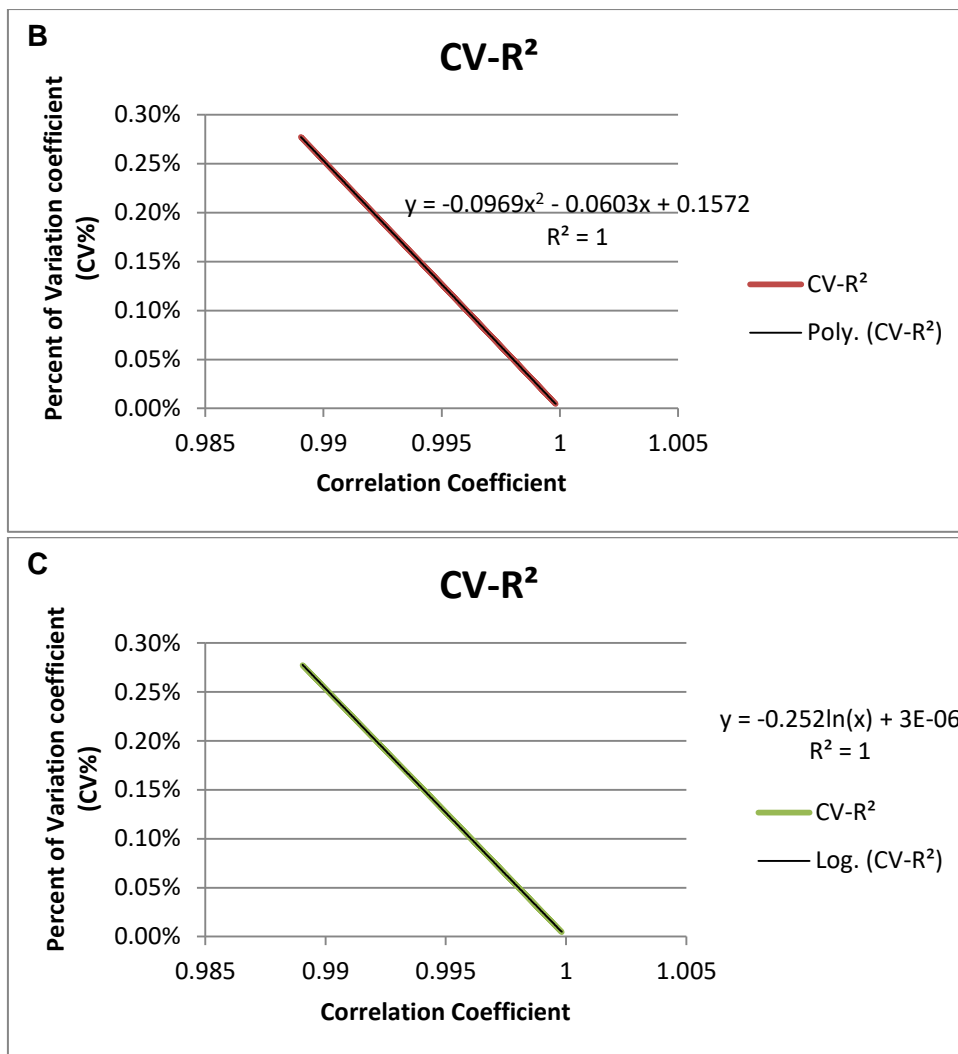 B
CV-R²
Percent of Variation coefficient
(CV%)
0.30%
0.25%
0.20%
0.15%
0.10%
0.05%
0.00%
y = -0.0969x² - 0.0603x + 0.1572
R² = 1
CV-R²
Poly. (CV-R²)
0.985 0.99 0.995 1 1.005
Correlation Coefficient
C
CV-R²
Percent of Variation coefficient
(CV%)
0.30%
0.25%
0.20%
0.15%
0.10%
0.05%
0.00%
y = -0.252ln(x) + 3E-06
R² = 1
CV-R²
Log. (CV-R²)
0.985 0.99 0.995 1 1.005
Correlation Coefficient